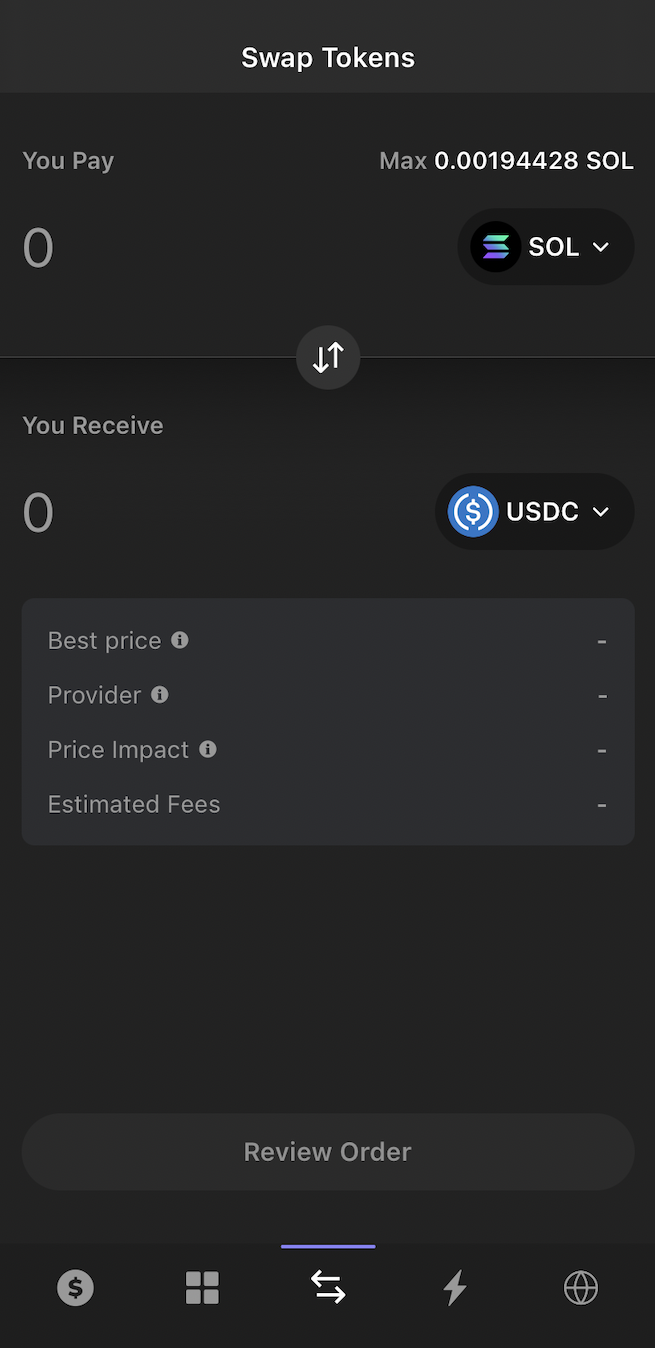 Swap Tokens
You Pay
Max 0.00194428 SOL
0
SOL
You Receive
0
USDC
Best price -
Provider -
Price Impact -
Estimated Fees -
Review Order